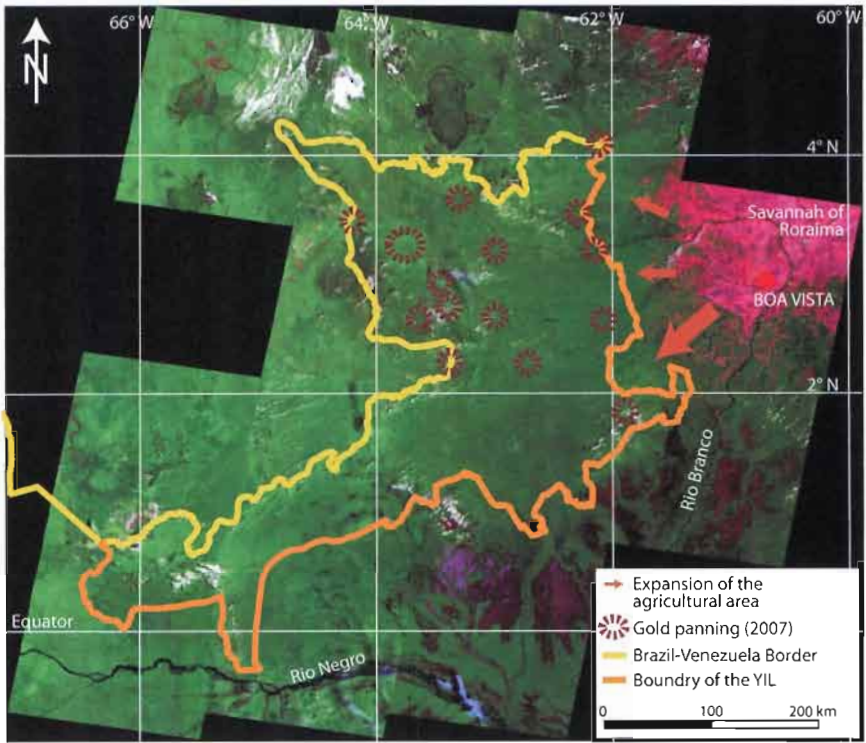 66° W
64° W
62° W
60° W
N
4° N
Savannah of
Roraima
BOA VISTA
2° N
Rio Branco
Equator
Rio Negro
Expansion of the
agricultural area
Gold panning (2007)
Brazil-Venezuela Border
Boundry of the YIL
0 100 200 km